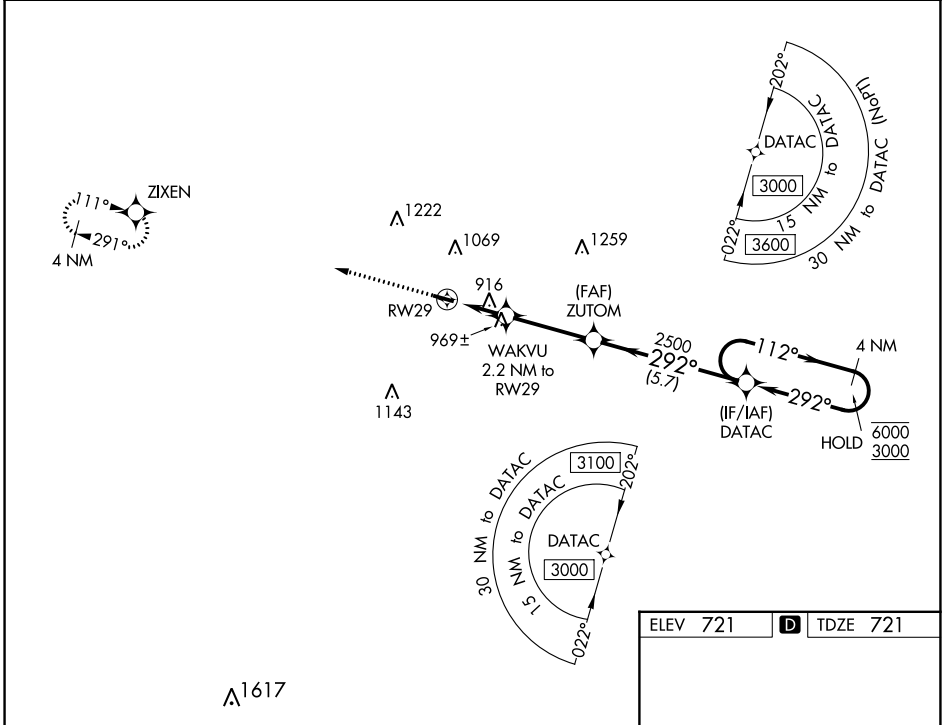 202°
DATAC
3000
15 NM to DATAC
30 NM to DATAC (NoPT)
022°
3600
111°
ZIXEN
291°
4 NM
1222
1069
1259
916
RW29
969±
(FAF)
ZUTOM
WAKVU
2.2 NM to
RW29
2500
292°
(5.7)
112°
4 NM
292°
(IF/IAF)
DATAC
HOLD
6000
3000
1143
3100
202°
30 NM to DATAC
15 NM to DATAC
DATAC
3000
022°
1617
ELEV 721 D TDZE 721